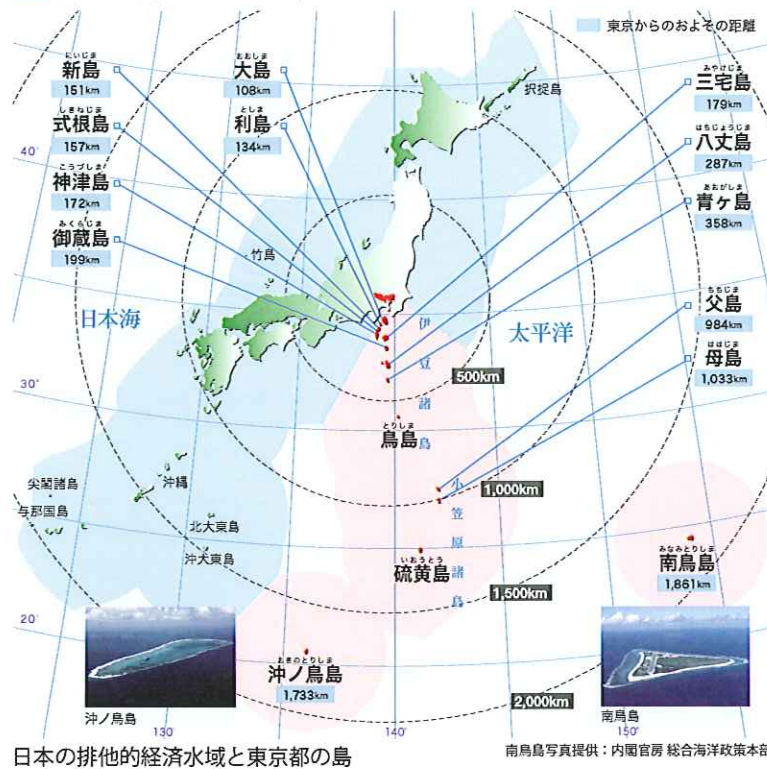 東京からのおよその距離
にいじま
新島
151km
しきねじま
式根島
157km
こうづしま
神津島
172km
みくらじま
御蔵島
199km
おおしま
大島
108km
としま
利島
134km
みやけじま
三宅島
179km
はちじょうじま
八丈島
287km
あおがしま
青ヶ島
358km
ちちじま
父島
984km
ははじま
母島
1,033km
択捉島
竹島
日本海
太平洋
伊豆諸島
とりしま
鳥島
小笠原諸島
いおうとう
硫黄島
みなみとりしま
南鳥島
1,861km
おきのとりしま
沖ノ鳥島
1,733km
尖閣諸島
与那国島
沖縄
北大東島
沖大東島
500km
1,000km
1,500km
2,000km
40°
30°
20°
130°
140°
150°
沖ノ鳥島
南鳥島
日本の排他的経済水域と東京都の島
南鳥島写真提供：内閣官房 総合海洋政策本部